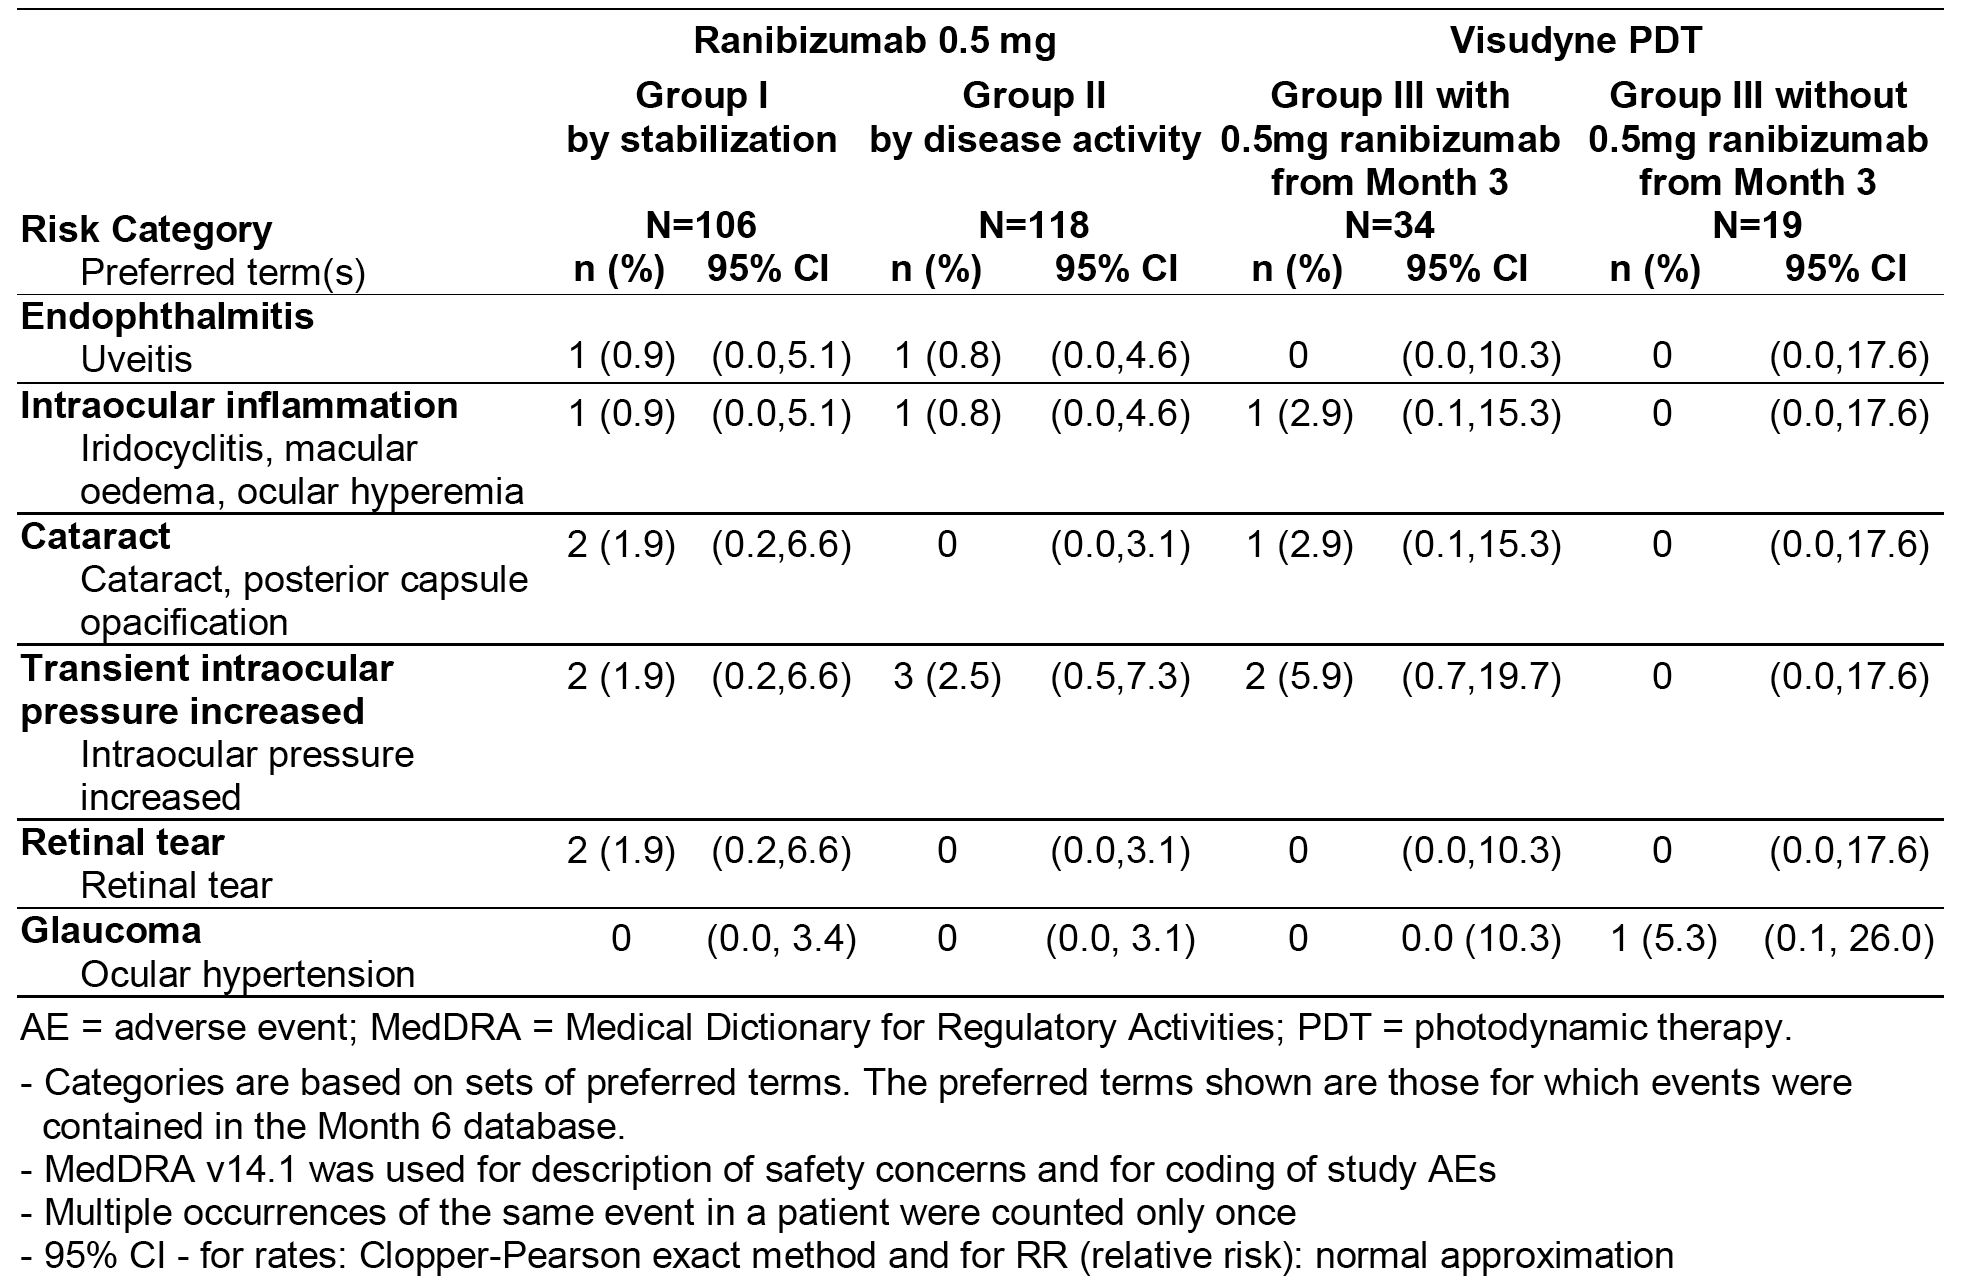 Ranibizumab 0.5 mg Visudyne PDT
Group I Group II Group III with Group III without
by stabilization by disease activity 0.5mg ranibizumab 0.5mg ranibizumab
from Month 3 from Month 3
Risk Category N=106 N=118 N=34 N=19
Preferred term(s) n (%) 95% CI n (%) 95% CI n (%) 95% CI n (%) 95% CI
Endophthalmitis
Uveitis 1 (0.9) (0.0,5.1) 1 (0.8) (0.0,4.6) 0 (0.0,10.3) 0 (0.0,17.6)
Intraocular inflammation 1 (0.9) (0.0,5.1) 1 (0.8) (0.0,4.6) 1 (2.9) (0.1,15.3) 0 (0.0,17.6)
Iridocyclitis, macular
oedema, ocular hyperemia
Cataract 2 (1.9) (0.2,6.6) 0 (0.0,3.1) 1 (2.9) (0.1,15.3) 0 (0.0,17.6)
Cataract, posterior capsule
opacification
Transient intraocular 2 (1.9) (0.2,6.6) 3 (2.5) (0.5,7.3) 2 (5.9) (0.7,19.7) 0 (0.0,17.6)
pressure increased
Intraocular pressure
increased
Retinal tear 2 (1.9) (0.2,6.6) 0 (0.0,3.1) 0 (0.0,10.3) 0 (0.0,17.6)
Retinal tear
Glaucoma 0 (0.0, 3.4) 0 (0.0, 3.1) 0 0.0 (10.3) 1 (5.3) (0.1, 26.0)
Ocular hypertension
AE = adverse event; MedDRA = Medical Dictionary for Regulatory Activities; PDT = photodynamic therapy.
- Categories are based on sets of preferred terms. The preferred terms shown are those for which events were
contained in the Month 6 database.
- MedDRA v14.1 was used for description of safety concerns and for coding of study AEs
- Multiple occurrences of the same event in a patient were counted only once
- 95% CI - for rates: Clopper-Pearson exact method and for RR (relative risk): normal approximation